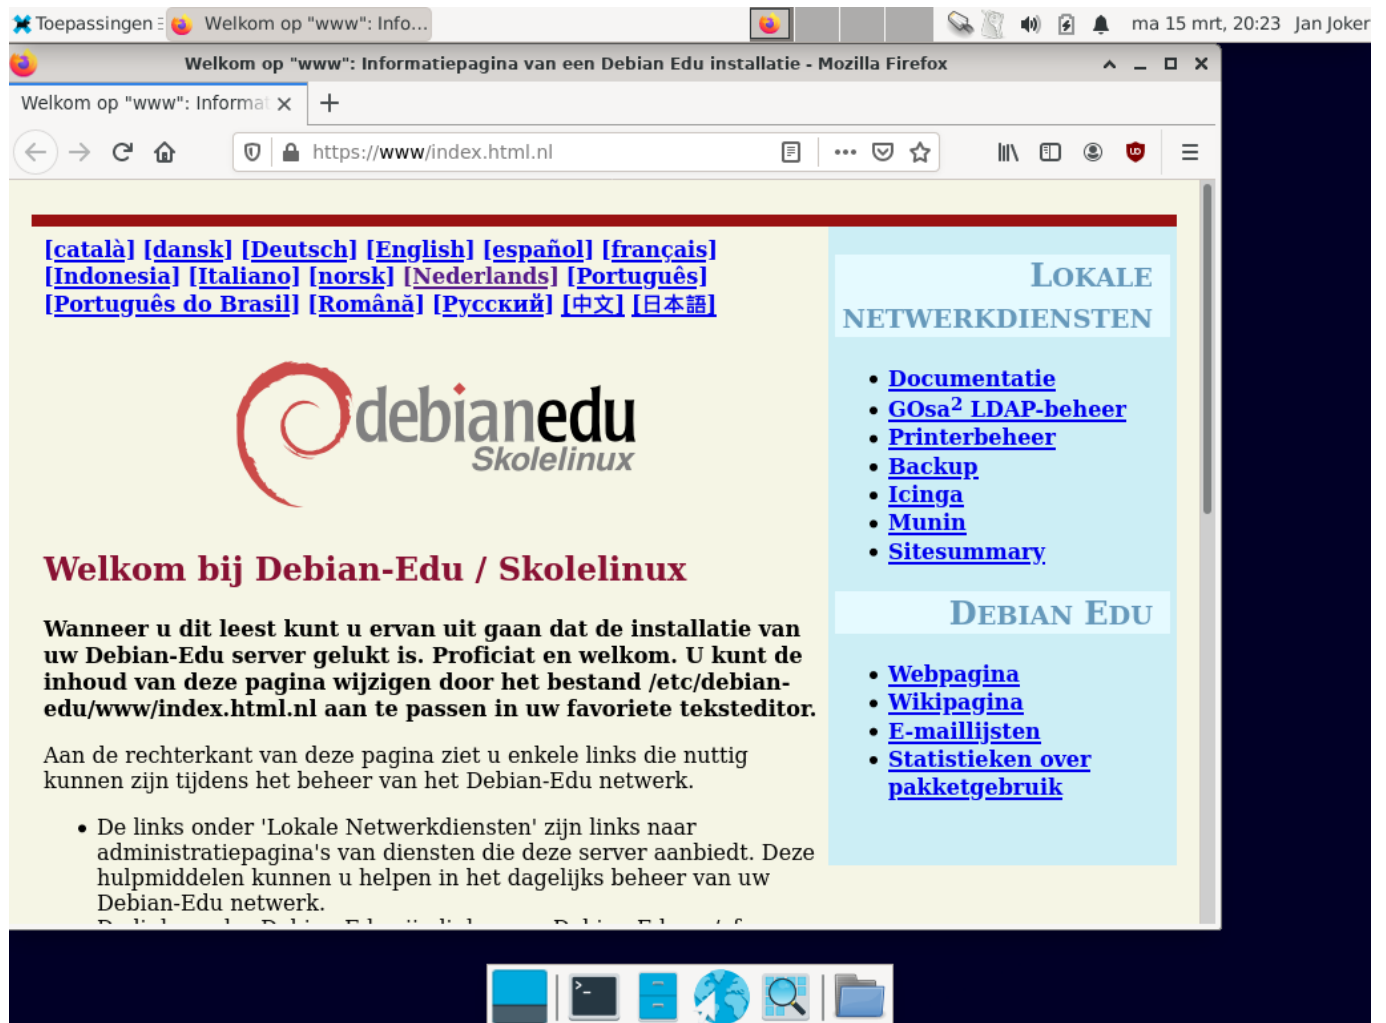 Toepassingen
Welkom op "www": Info...
ma 15 mrt, 20:23
Jan Joker
Welkom op "www": Informatiepagina van een Debian Edu installatie - Mozilla Firefox
Welkom op "www": Informat
https://www/index.html.nl
[català] [dansk] [Deutsch] [English] [español] [français]
[Indonesia] [Italiano] [norsk] [Nederlands] [Português]
[Português do Brasil] [Română] [Русский] [中文] [日本語]
debianedu
Skolelinux
Welkom bij Debian-Edu / Skolelinux
Wanneer u dit leest kunt u ervan uit gaan dat de installatie van
uw Debian-Edu server gelukt is. Proficiat en welkom. U kunt de
inhoud van deze pagina wijzigen door het bestand /etc/debian-
edu/www/index.html.nl aan te passen in uw favoriete teksteditor.
Aan de rechterkant van deze pagina ziet u enkele links die nuttig
kunnen zijn tijdens het beheer van het Debian-Edu netwerk.
• De links onder 'Lokale Netwerkdiensten' zijn links naar
administratiepagina's van diensten die deze server aanbiedt. Deze
hulpmiddelen kunnen u helpen in het dagelijks beheer van uw
Debian-Edu netwerk.
LOKALE
NETWERKDIENSTEN
• Documentatie
• GOsa² LDAP-beheer
• Printerbeheer
• Backup
• Icinga
• Munin
• Sitesummary
DEBIAN EDU
• Webpagina
• Wikipagina
• E-maillijsten
• Statistieken over
pakketgebruik